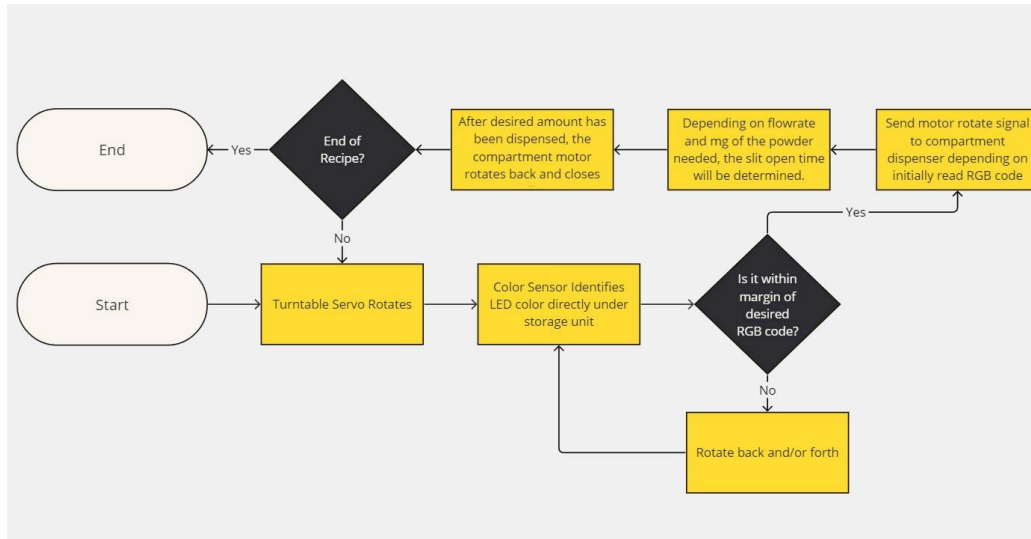 End
Yes
End of
Recipe?
After desired amount has
been dispensed, the
compartment motor
rotates back and closes
Depending on flowrate
and mg of the powder
needed, the slit open time
will be determined.
Send motor rotate signal
to compartment
dispenser depending on
initially read RGB code
Yes
No
Start
Turntable Servo Rotates
Color Sensor Identifies
LED color directly under
storage unit
Is it within
margin of
desired
RGB code?
No
Rotate back and/or forth